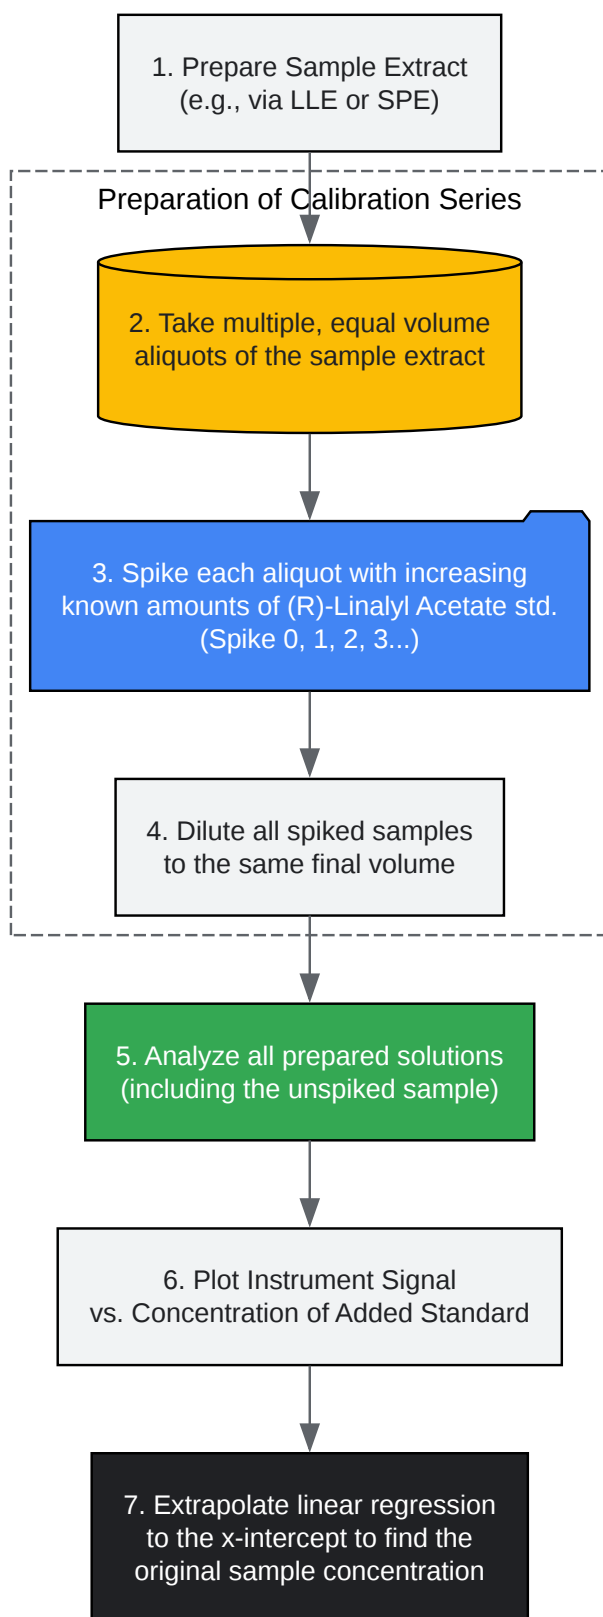 1. Prepare Sample Extract
(e.g., via LLE or SPE)
Preparation of Calibration Series
2. Take multiple, equal volume
aliquots of the sample extract
3. Spike each aliquot with increasing
known amounts of (R)-Linalyl Acetate std.
(Spike 0, 1, 2, 3...)
4. Dilute all spiked samples
to the same final volume
5. Analyze all prepared solutions
(including the unspiked sample)
6. Plot Instrument Signal
vs. Concentration of Added Standard
7. Extrapolate linear regression
to the x-intercept to find the
original sample concentration